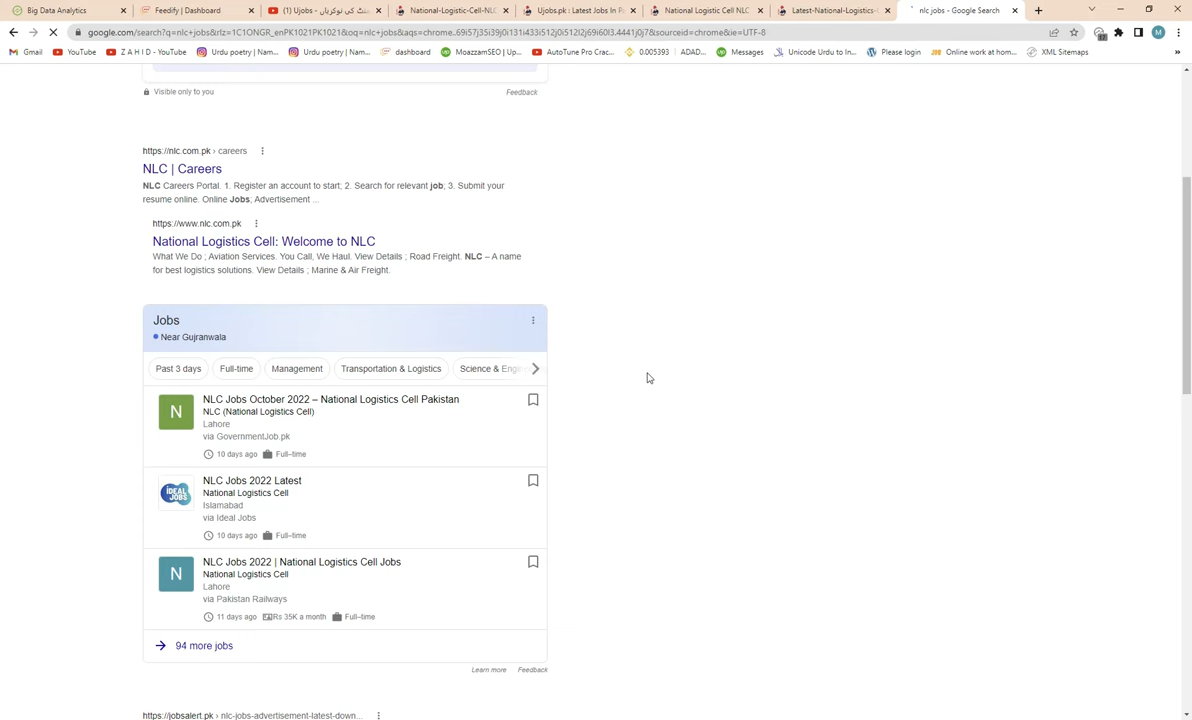 Big Data Analytics
Feedify | Dashboard
(1) Ujobs - منٹ کی نوکریاں
National-Logistic-Cell-NLC
Ujobs.pk : Latest Jobs In P
National Logistic Cell NLC
Latest-National-Logistics-
nlc jobs - Google Search
google.com/search?q=nlc+jobs&rlz=1C1ONGR_enPK1021PK1021&oq=nlc+jobs&aqs=chrome..69i57j35i39j0i131i433i512j0i512l2j69i60l3.4441j0j7&sourceid=chrome&ie=UTF-8
M
Gmail
YouTube
Z A H I D - YouTube
Urdu poetry | Nam...
Urdu poetry | Nam...
dashboard
MoazzamSEO | Up...
AutoTune Pro Crac...
0.005393 | ADAD...
Messages
Unicode Urdu to In...
Please login
Online work at hom...
XML Sitemaps
»
Visible only to you
Feedback
https://nlc.com.pk › careers
NLC | Careers
NLC Careers Portal. 1. Register an account to start; 2. Search for relevant job; 3. Submit your
resume online. Online Jobs, Advertisement ...
https://www.nlc.com.pk
National Logistics Cell: Welcome to NLC
What We Do ; Aviation Services. You Call, We Haul. View Details ; Road Freight. NLC – A name
for best logistics solutions. View Details ; Marine & Air Freight.
Jobs
Near Gujranwala
Past 3 days
Full-time
Management
Transportation & Logistics
Science & Engine
N
NLC Jobs October 2022 – National Logistics Cell Pakistan
NLC (National Logistics Cell)
Lahore
via GovernmentJob.pk
10 days ago
Full–time
IDEAL JOBS
NLC Jobs 2022 Latest
National Logistics Cell
Islamabad
via Ideal Jobs
10 days ago
Full–time
N
NLC Jobs 2022 | National Logistics Cell Jobs
National Logistics Cell
Lahore
via Pakistan Railways
11 days ago
Rs 35K a month
Full–time
94 more jobs
Learn more
Feedback
https://jobsalert.pk › nlc-jobs-advertisement-latest-down...